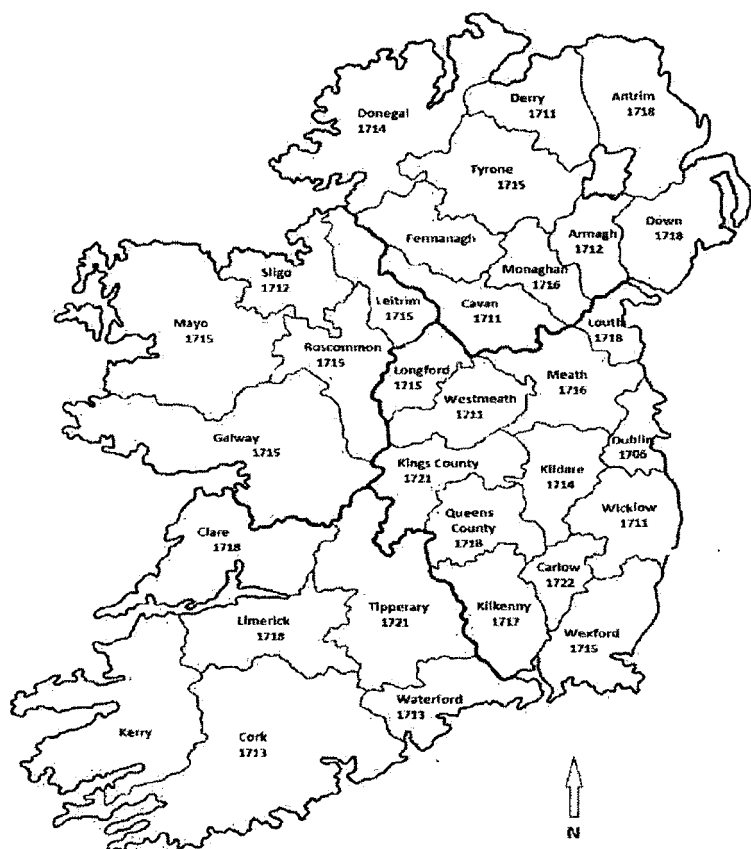 Donegal
1714
Derry
1711
Antrim
1718
Tyrone
1715
Fermanagh
Armagh
1712
Down
1718
Monaghan
1716
Cavan
1711
Sligo
1712
Leitrim
1715
Mayo
1715
Roscommon
1715
Louth
1718
Longford
1715
Westmeath
1711
Meath
1716
Galway
1715
Dublin
1706
Kings County
1721
Kildare
1714
Queens
County
1718
Wicklow
1711
Clare
1718
Carlow
1722
Limerick
1718
Tipperary
1721
Kilkenny
1717
Wexford
1715
Waterford
1713
Kerry
Cork
1713
N